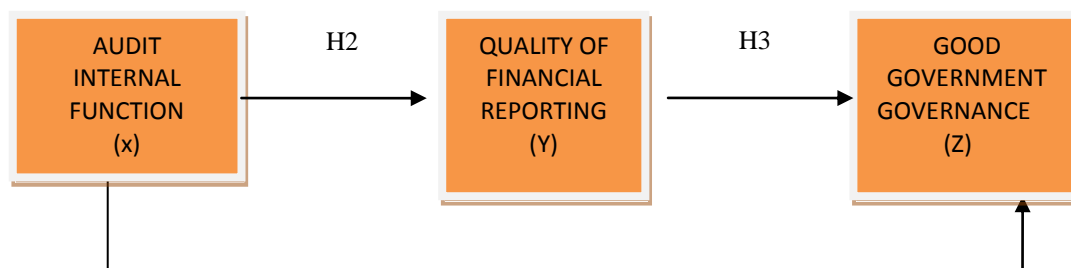 AUDIT
INTERNAL
FUNCTION
(x)
H2
QUALITY OF
FINANCIAL
REPORTING
(Y)
H3
GOOD
GOVERNMENT
GOVERNANCE
(Z)